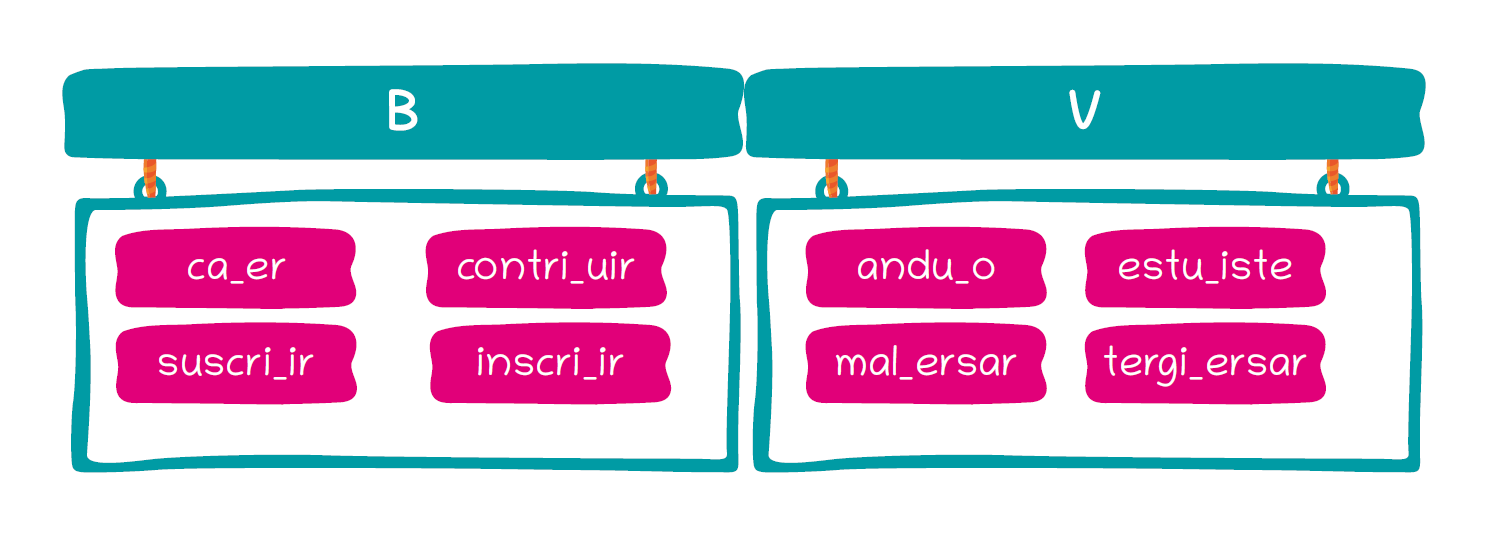 B
V
ca_er
contri_uir
suscri_ir
inscri_ir
andu_o
estu_iste
mal_ersar
tergi_ersar